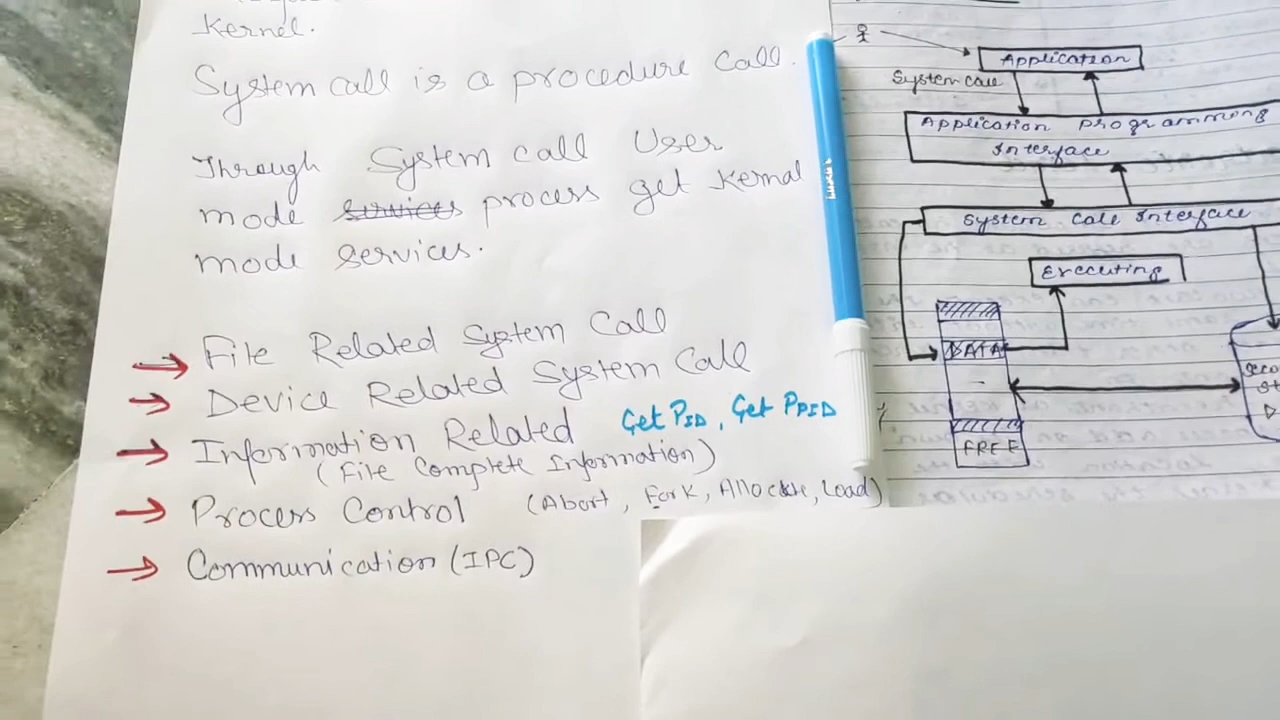 Kernel.
System call is a procedure call.
Through System call User
mode services process get Kernal
mode services.
File Related System Call
Device Related System Call
Information Related Get PID, Get PPID
(File Complete Information)
Process Control (Abort, Fork, Allocate, Load)
Communication (IPC)
Application
System call
Application programming
Interface
System Call Interface
Executing
DATA
FREE